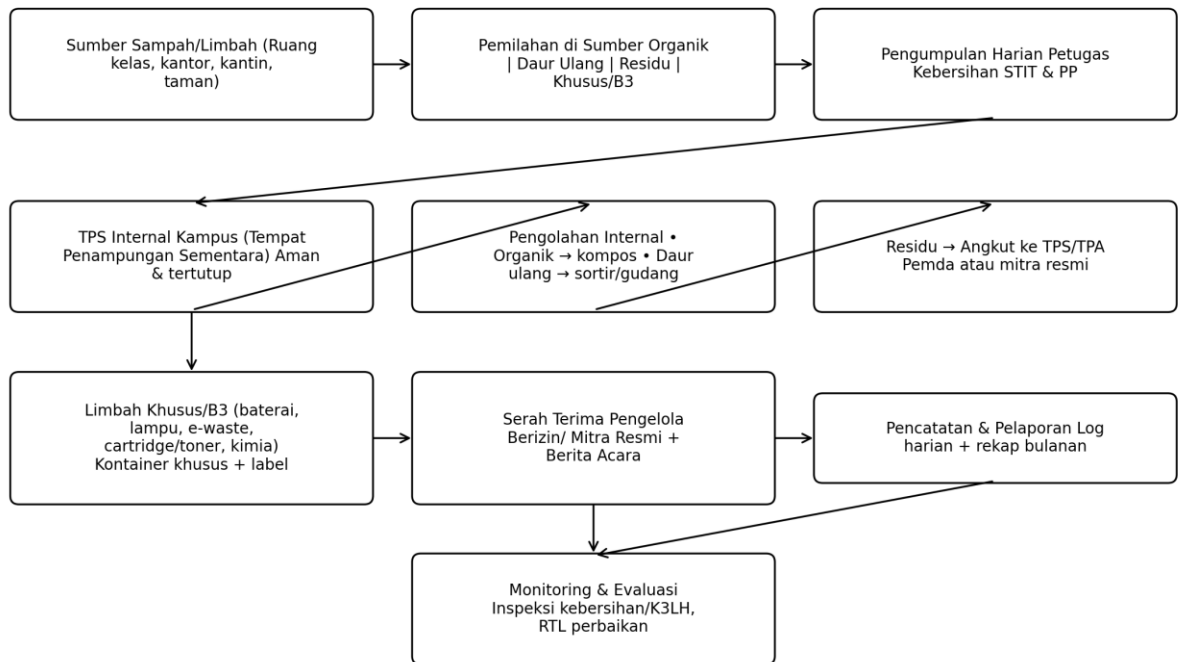 Sumber Sampah/Limbah (Ruang
kelas, kantor, kantin,
taman)
Pemilahan di Sumber Organik
| Daur Ulang | Residu |
Khusus/B3
Pengumpulan Harian Petugas
Kebersihan STIT & PP
TPS Internal Kampus (Tempat
Penampungan Sementara) Aman
& tertutup
Pengolahan Internal •
Organik → kompos • Daur
ulang → sortir/gudang
Residu → Angkut ke TPS/TPA
Pemda atau mitra resmi
Limbah Khusus/B3 (baterai,
lampu, e-waste,
cartridge/toner, kimia)
Kontainer khusus + label
Serah Terima Pengelola
Berizin/ Mitra Resmi +
Berita Acara
Pencatatan & Pelaporan Log
harian + rekap bulanan
Monitoring & Evaluasi
Inspeksi kebersihan/K3LH,
RTL perbaikan